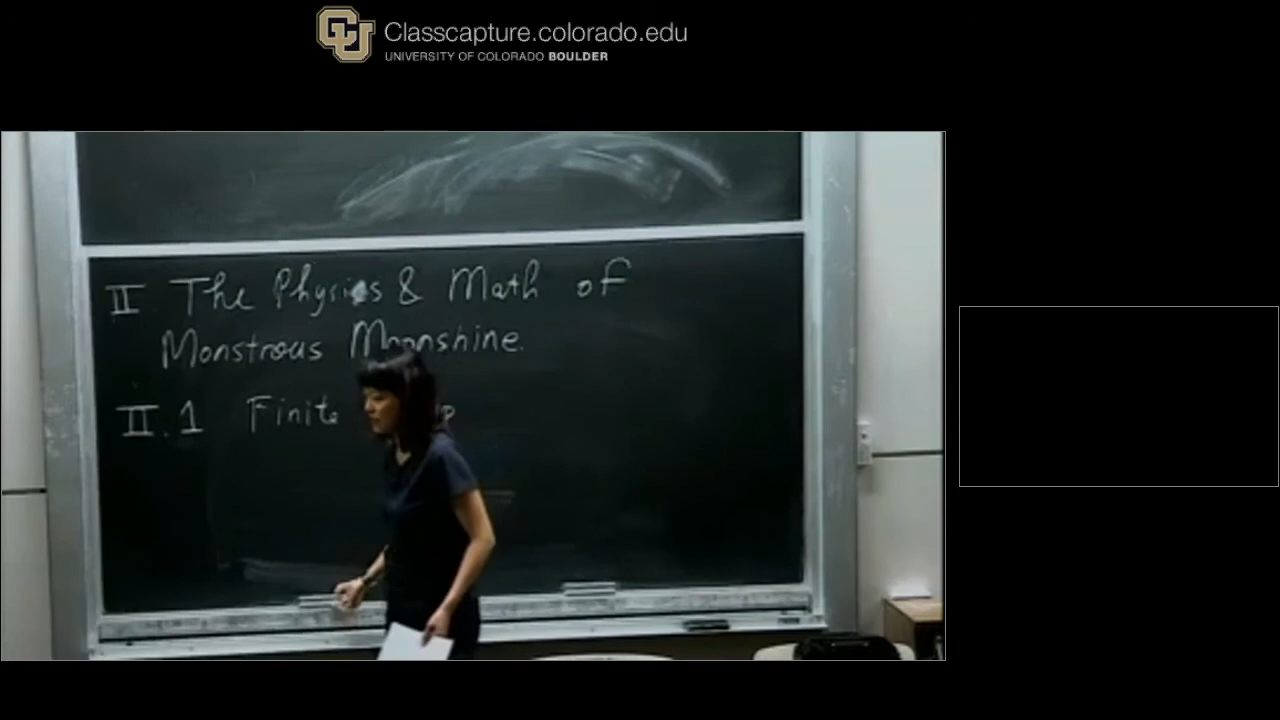 Classcapture.colorado.edu
UNIVERSITY OF COLORADO BOULDER
II. The Physics & Math of
Monstrous Moonshine.
II.1 Finite